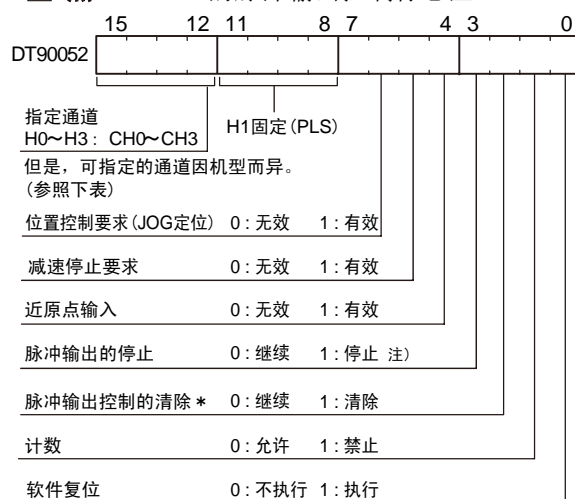 15 12 11 8 7 4 3 0
DT90052
指定通道
H0～H3： CH0～CH3
H1固定(PLS)
但是，可指定的通道因机型而异。
(参照下表)
位置控制要求(JOG定位) 0：无效 1：有效
减速停止要求 0：无效 1：有效
近原点输入 0：无效 1：有效
脉冲输出的停止 0：继续 1：停止 注)
脉冲输出控制的清除＊ 0：继续 1：清除
计数 0：允许 1：禁止
软件复位 0：不执行 1：执行